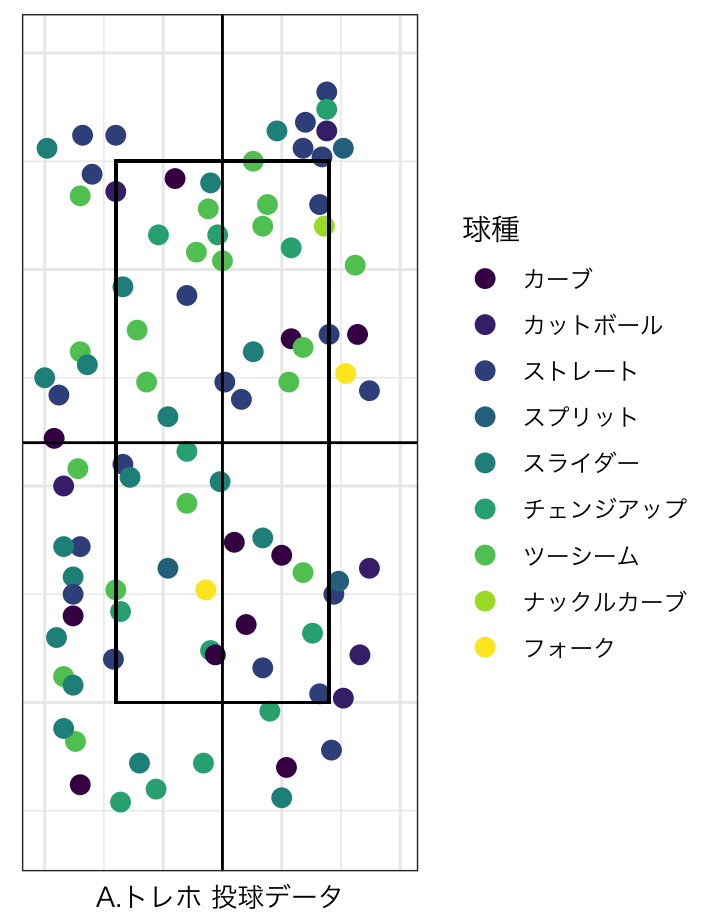 球種
カーブ
カットボール
ストレート
スプリット
スライダー
チェンジアップ
ツーシーム
ナックルカーブ
フォーク
A.トレホ 投球データ